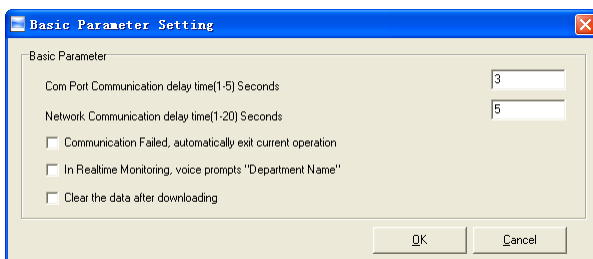 Basic Parameter Setting
Basic Parameter
Com Port Communication delay time(1-5) Seconds 3
Network Communication delay time(1-20) Seconds 5
Communication Failed, automatically exit current operation
In Realtime Monitoring, voice prompts "Department Name"
Clear the data after downloading
OK Cancel